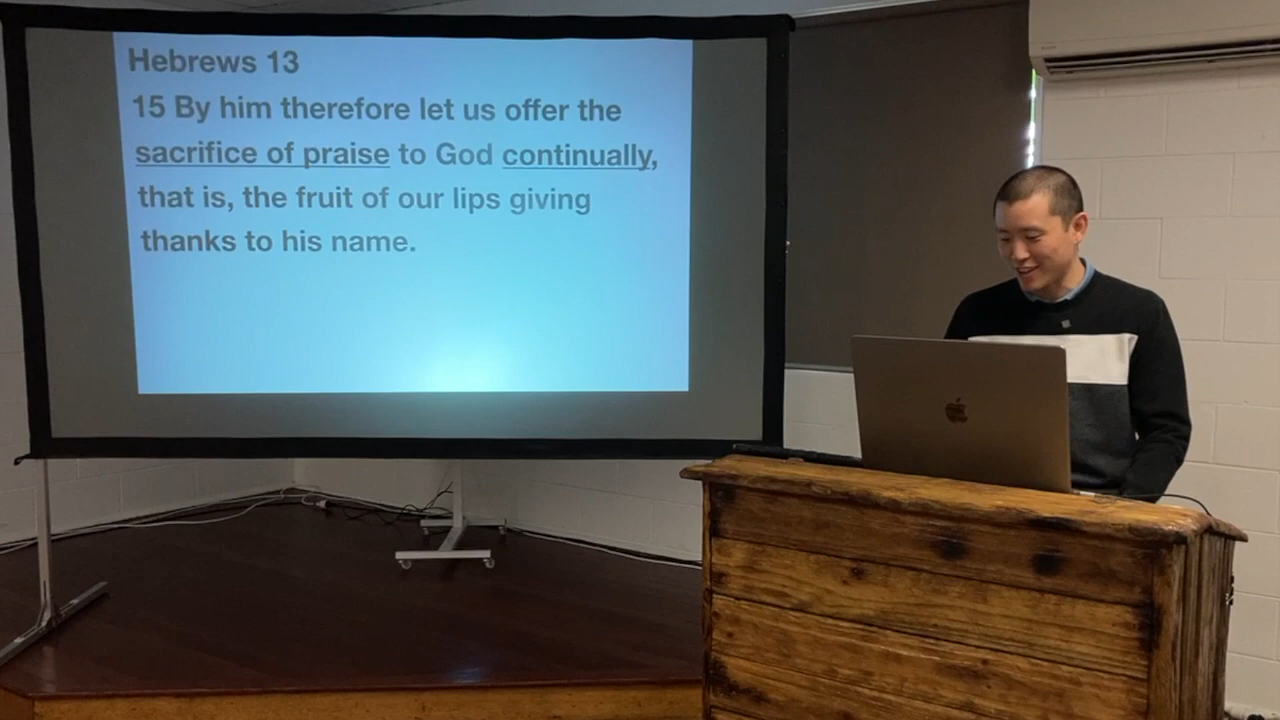 Hebrews 13
15 By him therefore let us offer the
sacrifice of praise to God continually,
that is, the fruit of our lips giving
thanks to his name.